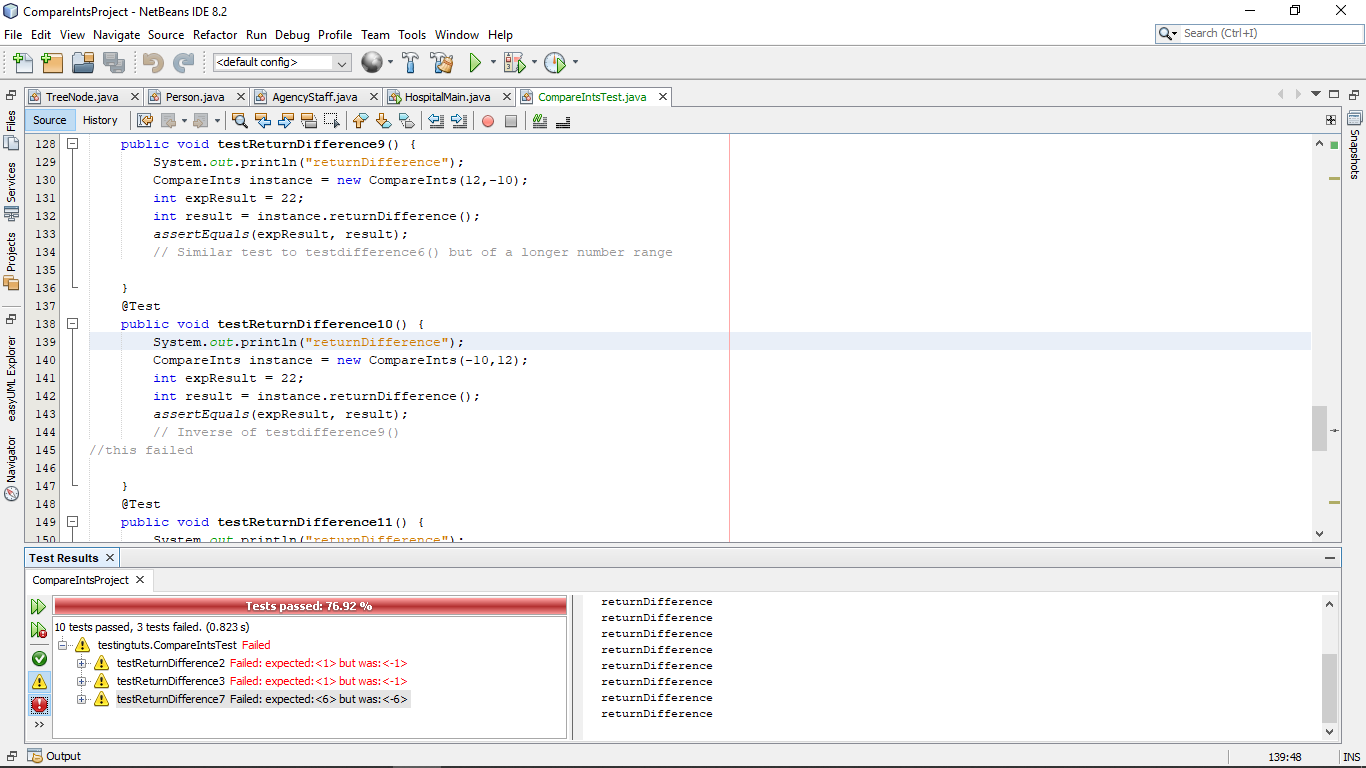 CompareIntsProject - NetBeans IDE 8.2
File Edit View Navigate Source Refactor Run Debug Profile Team Tools Window Help
Search (Ctrl+I)
<default config>
TreeNode.java Person.java AgencyStaff.java HospitalMain.java CompareIntsTest.java
Source History
Files
Services
Projects
easyUML Explorer
Navigator
Snapshots
128 public void testReturnDifference9() {
129 System.out.println("returnDifference");
130 CompareInts instance = new CompareInts(12,-10);
131 int expResult = 22;
132 int result = instance.returnDifference();
133 assertEquals(expResult, result);
134 // Similar test to testdifference6() but of a longer number range
135
136 }
137 @Test
138 public void testReturnDifference10() {
139 System.out.println("returnDifference");
140 CompareInts instance = new CompareInts(-10,12);
141 int expResult = 22;
142 int result = instance.returnDifference();
143 assertEquals(expResult, result);
144 // Inverse of testdifference9()
145 //this failed
146
147 }
148 @Test
149 public void testReturnDifference11() {
150 System.out.println("returnDifference");
Test Results
CompareIntsProject
Tests passed: 76.92 %
10 tests passed, 3 tests failed. (0.823 s)
testingtuts.CompareIntsTest Failed
testReturnDifference2 Failed: expected:<1> but was:<-1>
testReturnDifference3 Failed: expected:<1> but was:<-1>
testReturnDifference7 Failed: expected:<6> but was:<-6>
returnDifference
returnDifference
returnDifference
returnDifference
returnDifference
returnDifference
returnDifference
returnDifference
Output
139:48 INS